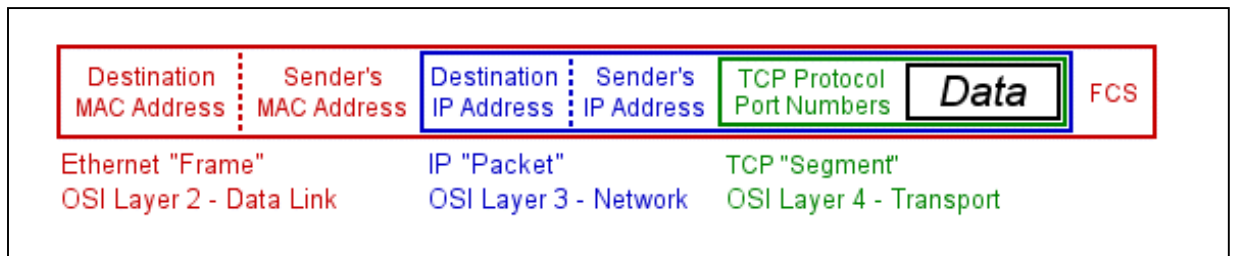 Destination
MAC Address
Sender's
MAC Address
Destination
IP Address
Sender's
IP Address
TCP Protocol
Port Numbers
Data
FCS
Ethernet "Frame"
OSI Layer 2 - Data Link
IP "Packet"
OSI Layer 3 - Network
TCP "Segment"
OSI Layer 4 - Transport